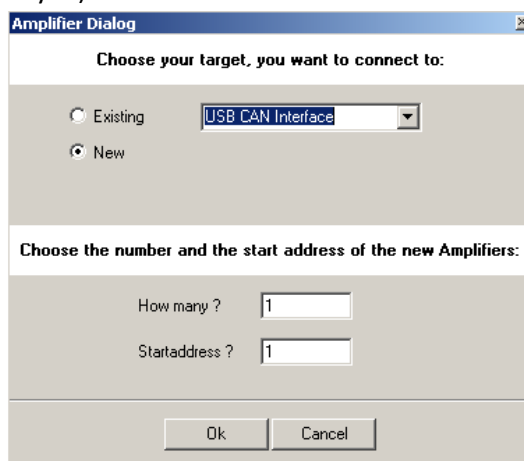 Amplifier Dialog
Choose your target, you want to connect to:
Existing USB CAN Interface
New
Choose the number and the start address of the new Amplifiers:
How many ? 1
Startaddress ? 1
Ok Cancel